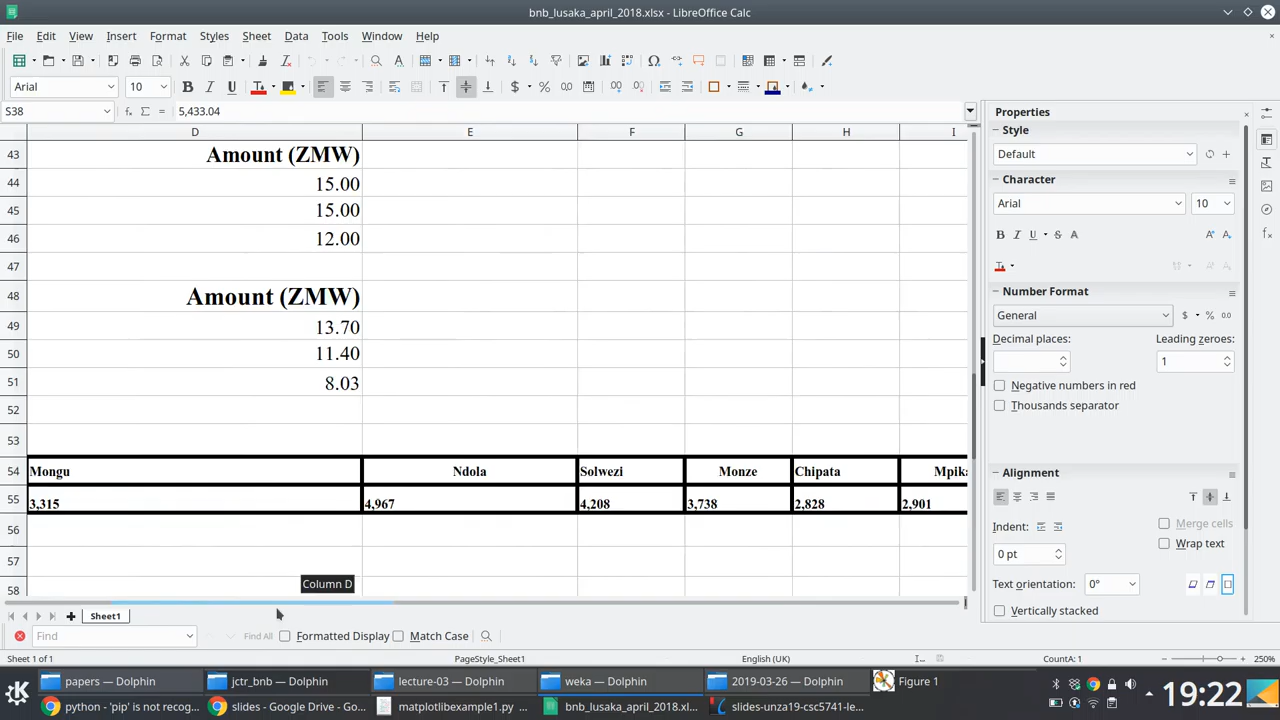 bnb_lusaka_april_2018.xlsx - LibreOffice Calc
File Edit View Insert Format Styles Sheet Data Tools Window Help
Arial 10
S38 5,433.04
D E F G H I
43 Amount (ZMW)
44 15.00
45 15.00
46 12.00
47
48 Amount (ZMW)
49 13.70
50 11.40
51 8.03
52
53
54 Mongu Ndola Solwezi Monze Chipata Mpika
55 3,315 4,967 4,208 3,738 2,828 2,901
56
57
58
Column D
Sheet1
Find Find All Formatted Display Match Case
Sheet 1 of 1 PageStyle_Sheet1 English (UK) CountA: 1 250%
Properties
Style
Default
Character
Arial 10
Number Format
General
Decimal places: Leading zeroes:
1
Negative numbers in red
Thousands separator
Alignment
Indent: Merge cells
0 pt Wrap text
Text orientation: 0°
Vertically stacked
papers — Dolphin jctr_bnb — Dolphin lecture-03 — Dolphin weka — Dolphin 2019-03-26 — Dolphin Figure 1
python - 'pip' is not recog... slides - Google Drive - Go... matplotlibexample1.py ... bnb_lusaka_april_2018.xl... slides-unza19-csc5741-le...
19:22